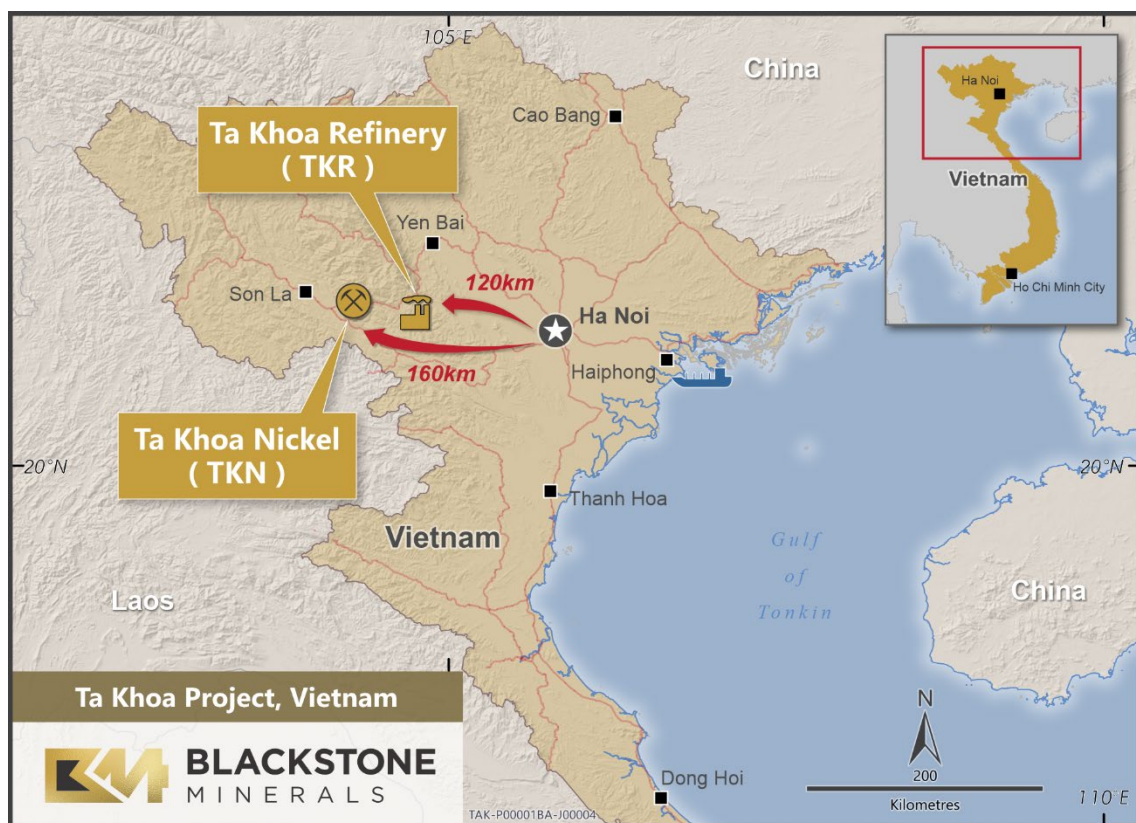 105°E
China
Cao Bang
Ta Khoa Refinery
( TKR )
Yen Bai
Son La
120km
Ha Noi
160km
Haiphong
Ta Khoa Nickel
( TKN )
20°N
20°N
Thanh Hoa
Vietnam
Gulf
of
Tonkin
Laos
China
Ha Noi
Vietnam
Ho Chi Minh City
Ta Khoa Project, Vietnam
BLACKSTONE
MINERALS
TAK-P00001BA-J00004
Dong Hoi
N
200
Kilometres
110°E